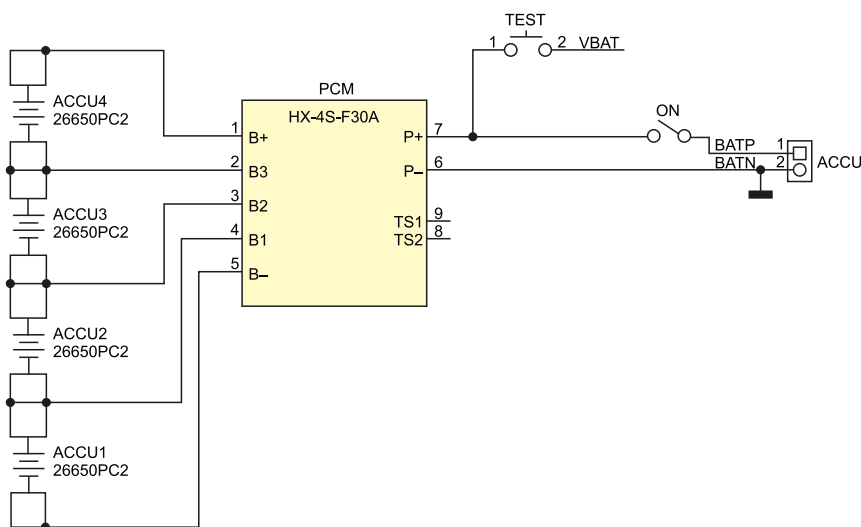 TEST
1 2 VBAT
PCM
HX-4S-F30A
ACCU4
26650PC2
1 B+ P+ 7
ON
2 B3 P– 6
BATP 1
BATN 2
ACCU
ACCU3
26650PC2
3 B2
TS1 9
4 B1 TS2 8
5 B–
ACCU2
26650PC2
ACCU1
26650PC2